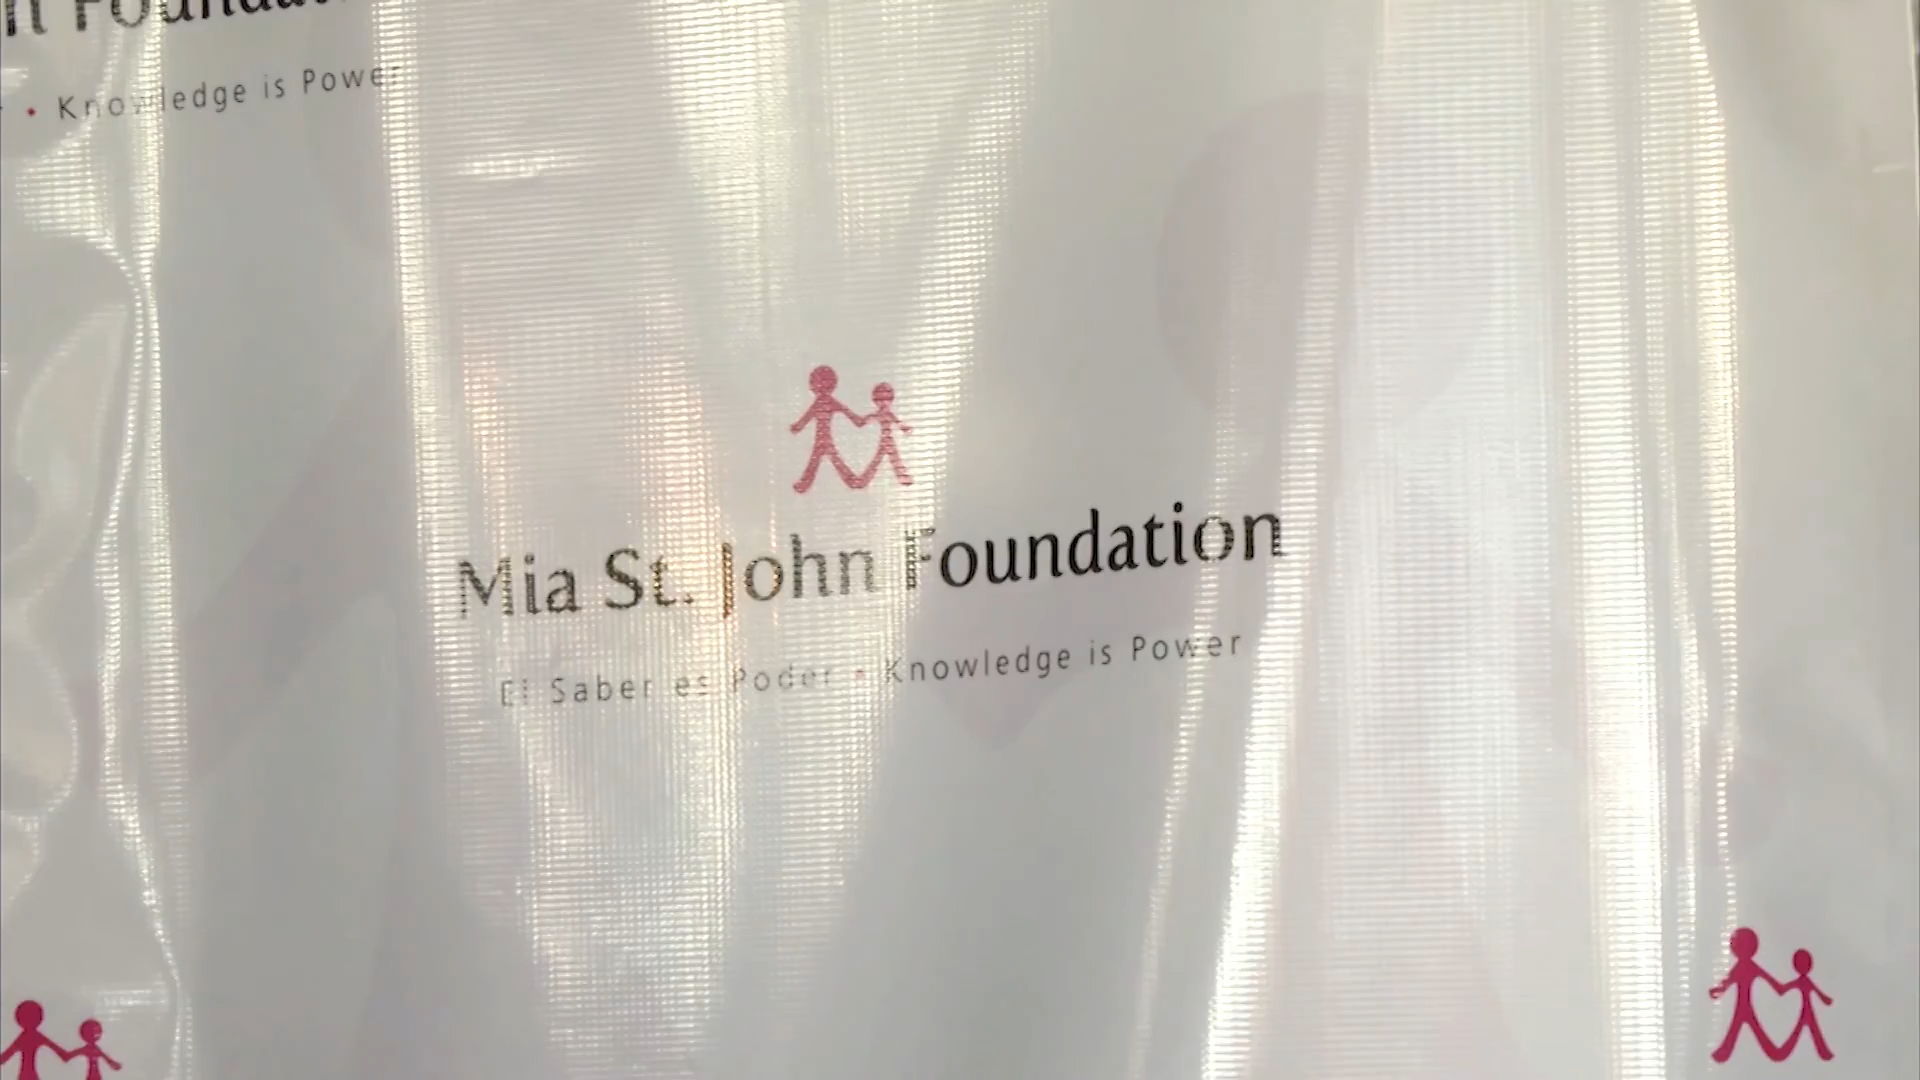 Knowledge is Power
Mia St. John Foundation
El Saber es Poder • Knowledge is Power